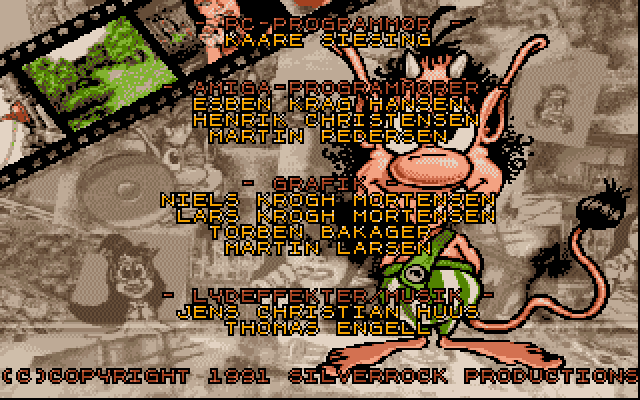 - PC-PROGRAMMØR -
KAARE SIESING
- AMIGA-PROGRAMMØRER -
ESBEN KRAG HANSEN
HENRIK CHRISTENSEN
MARTIN PEDERSEN
- GRAFIK -
NIELS KROGH MORTENSEN
LARS KROGH MORTENSEN
TORBEN BAKAGER
MARTIN LARSEN
- LYDEFFEKTER/MUSIK -
JENS CHRISTIAN HUUS
THOMAS ENGELL
(C)COPYRIGHT 1991 SILVERROCK PRODUCTIONS